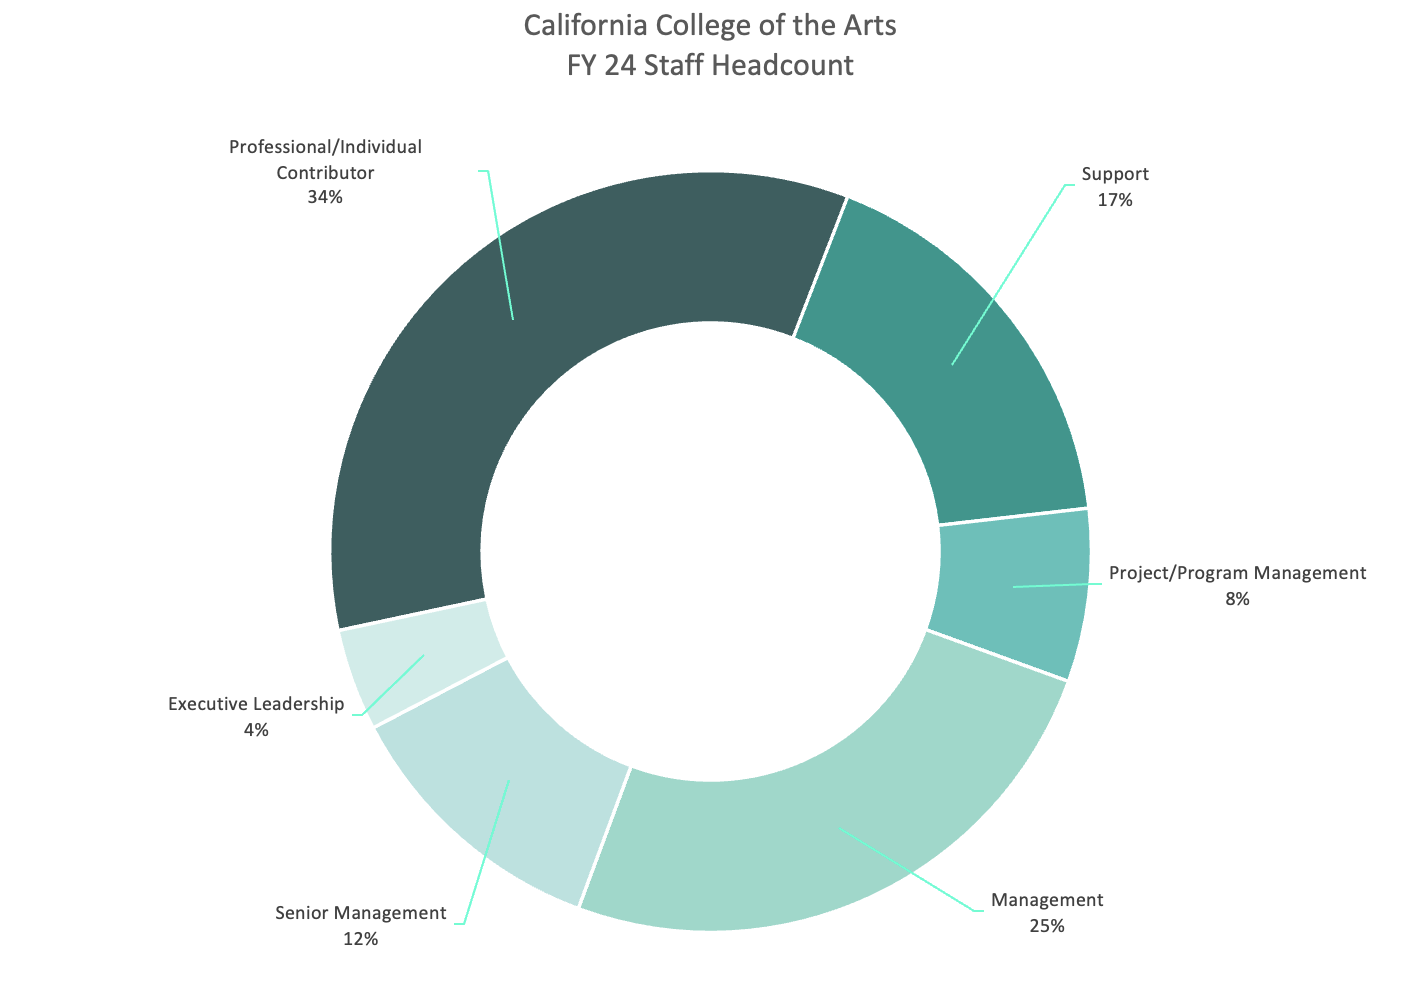 California College of the Arts
FY 24 Staff Headcount
Professional/Individual
Contributor
34%
Support
17%
Project/Program Management
8%
Executive Leadership
4%
Management
25%
Senior Management
12%